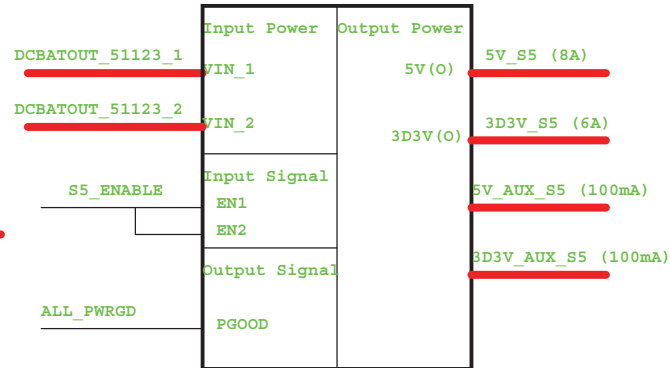 Input Power Output Power
DCBATOUT_51123_1 VIN_1 5V(O) 5V_S5 (8A)
DCBATOUT_51123_2 VIN_2 3D3V(O) 3D3V_S5 (6A)
Input Signal
S5_ENABLE EN1 5V_AUX_S5 (100mA)
EN2
Output Signal 3D3V_AUX_S5 (100mA)
ALL_PWRGD PGOOD